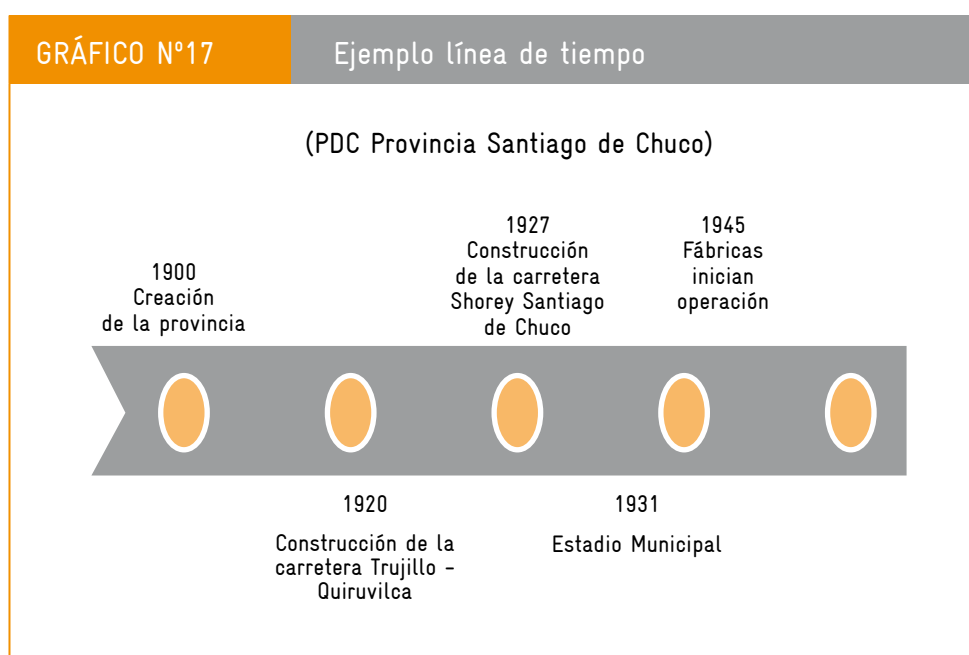 GRÁFICO Nº17
Ejemplo línea de tiempo
(PDC Provincia Santiago de Chuco)
1900
Creación
de la provincia
1927
Construcción
de la carretera
Shorey Santiago
de Chuco
1945
Fábricas
inician
operación
1920
Construcción de la
carretera Trujillo –
Quiruvilca
1931
Estadio Municipal